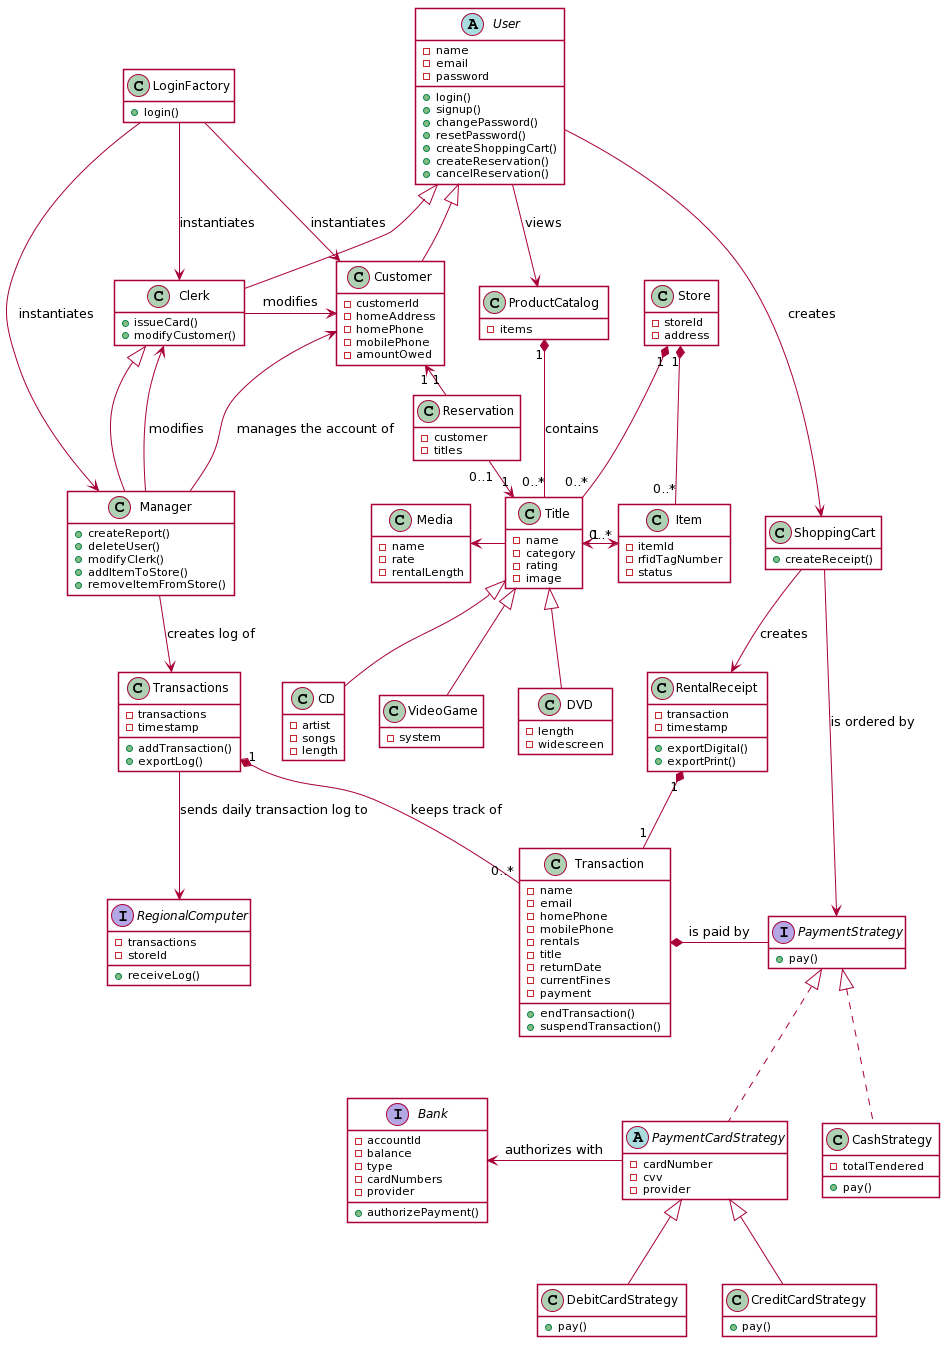 A User
name
email
password
login()
signup()
changePassword()
resetPassword()
createShoppingCart()
createReservation()
cancelReservation()
C LoginFactory
login()
instantiates
instantiates
views
instantiates
creates
C Clerk
issueCard()
modifyCustomer()
modifies
C Customer
customerId
homeAddress
homePhone
mobilePhone
amountOwed
C ProductCatalog
items
C Store
storeId
address
1
1
1
1 1
modifies
manages the account of
C Reservation
customer
titles
contains
0..1
1
0..*
0..*
0..*
C Manager
createReport()
deleteUser()
modifyClerk()
addItemToStore()
removeItemFromStore()
C Media
name
rate
rentalLength
C Title
name
category
rating
image
1
0..*
C Item
itemId
rfidTagNumber
status
C ShoppingCart
createReceipt()
creates log of
creates
is ordered by
C Transactions
transactions
timestamp
addTransaction()
exportLog()
C CD
artist
songs
length
C VideoGame
system
C DVD
length
widescreen
C RentalReceipt
transaction
timestamp
exportDigital()
exportPrint()
1
1
sends daily transaction log to
keeps track of
1
0..*
I RegionalComputer
transactions
storeId
receiveLog()
C Transaction
name
email
homePhone
mobilePhone
rentals
title
returnDate
currentFines
payment
endTransaction()
suspendTransaction()
is paid by
I PaymentStrategy
pay()
I Bank
accountId
balance
type
cardNumbers
provider
authorizePayment()
authorizes with
A PaymentCardStrategy
cardNumber
cvv
provider
C CashStrategy
totalTendered
pay()
C DebitCardStrategy
pay()
C CreditCardStrategy
pay()